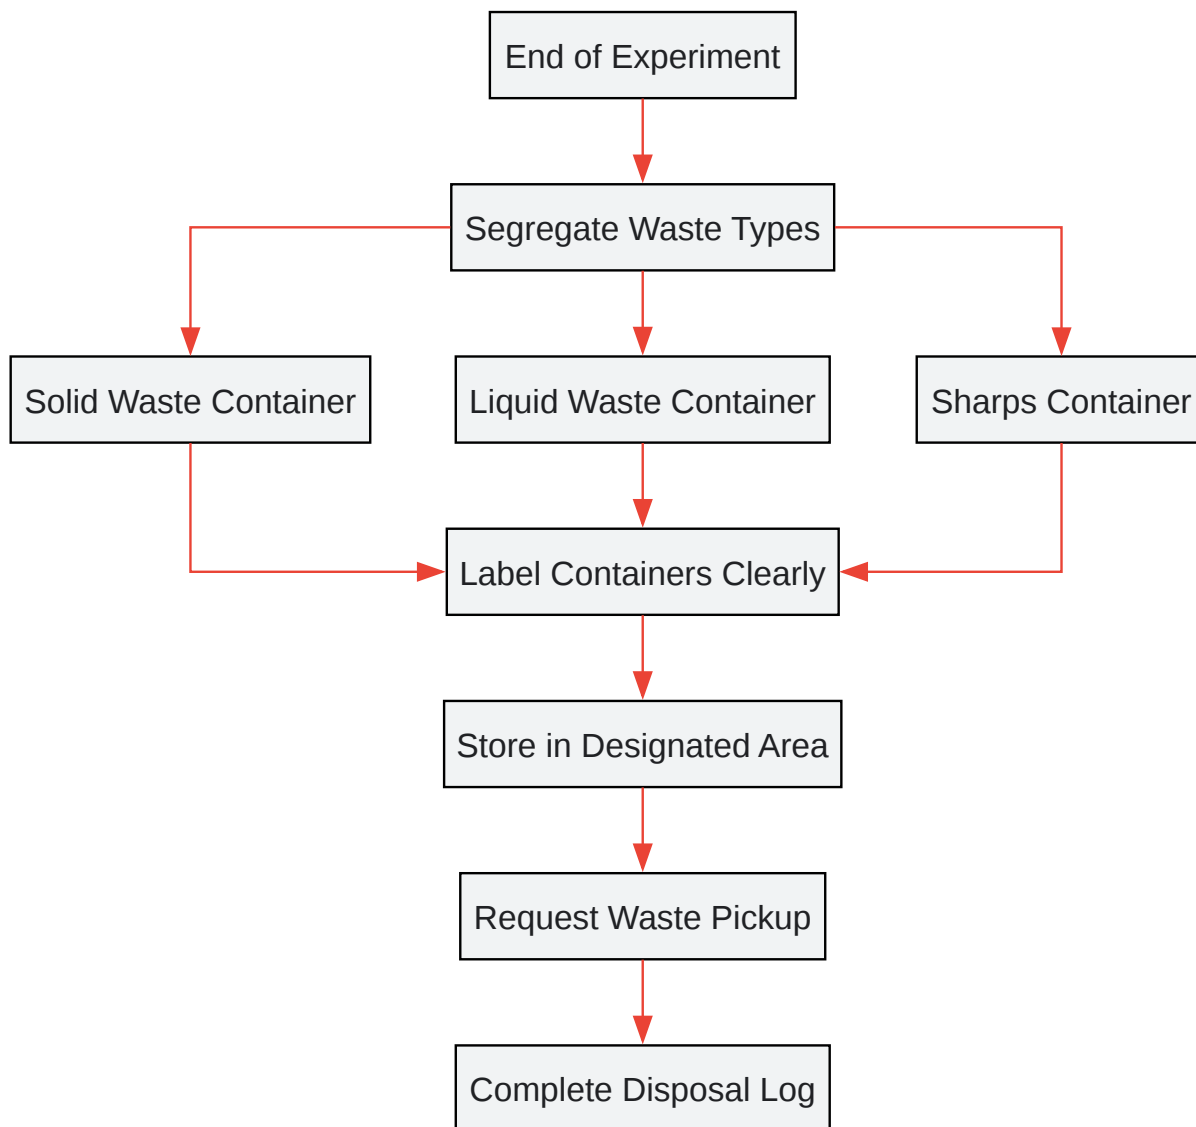 End of Experiment
Segregate Waste Types
Solid Waste Container
Liquid Waste Container
Sharps Container
Label Containers Clearly
Store in Designated Area
Request Waste Pickup
Complete Disposal Log